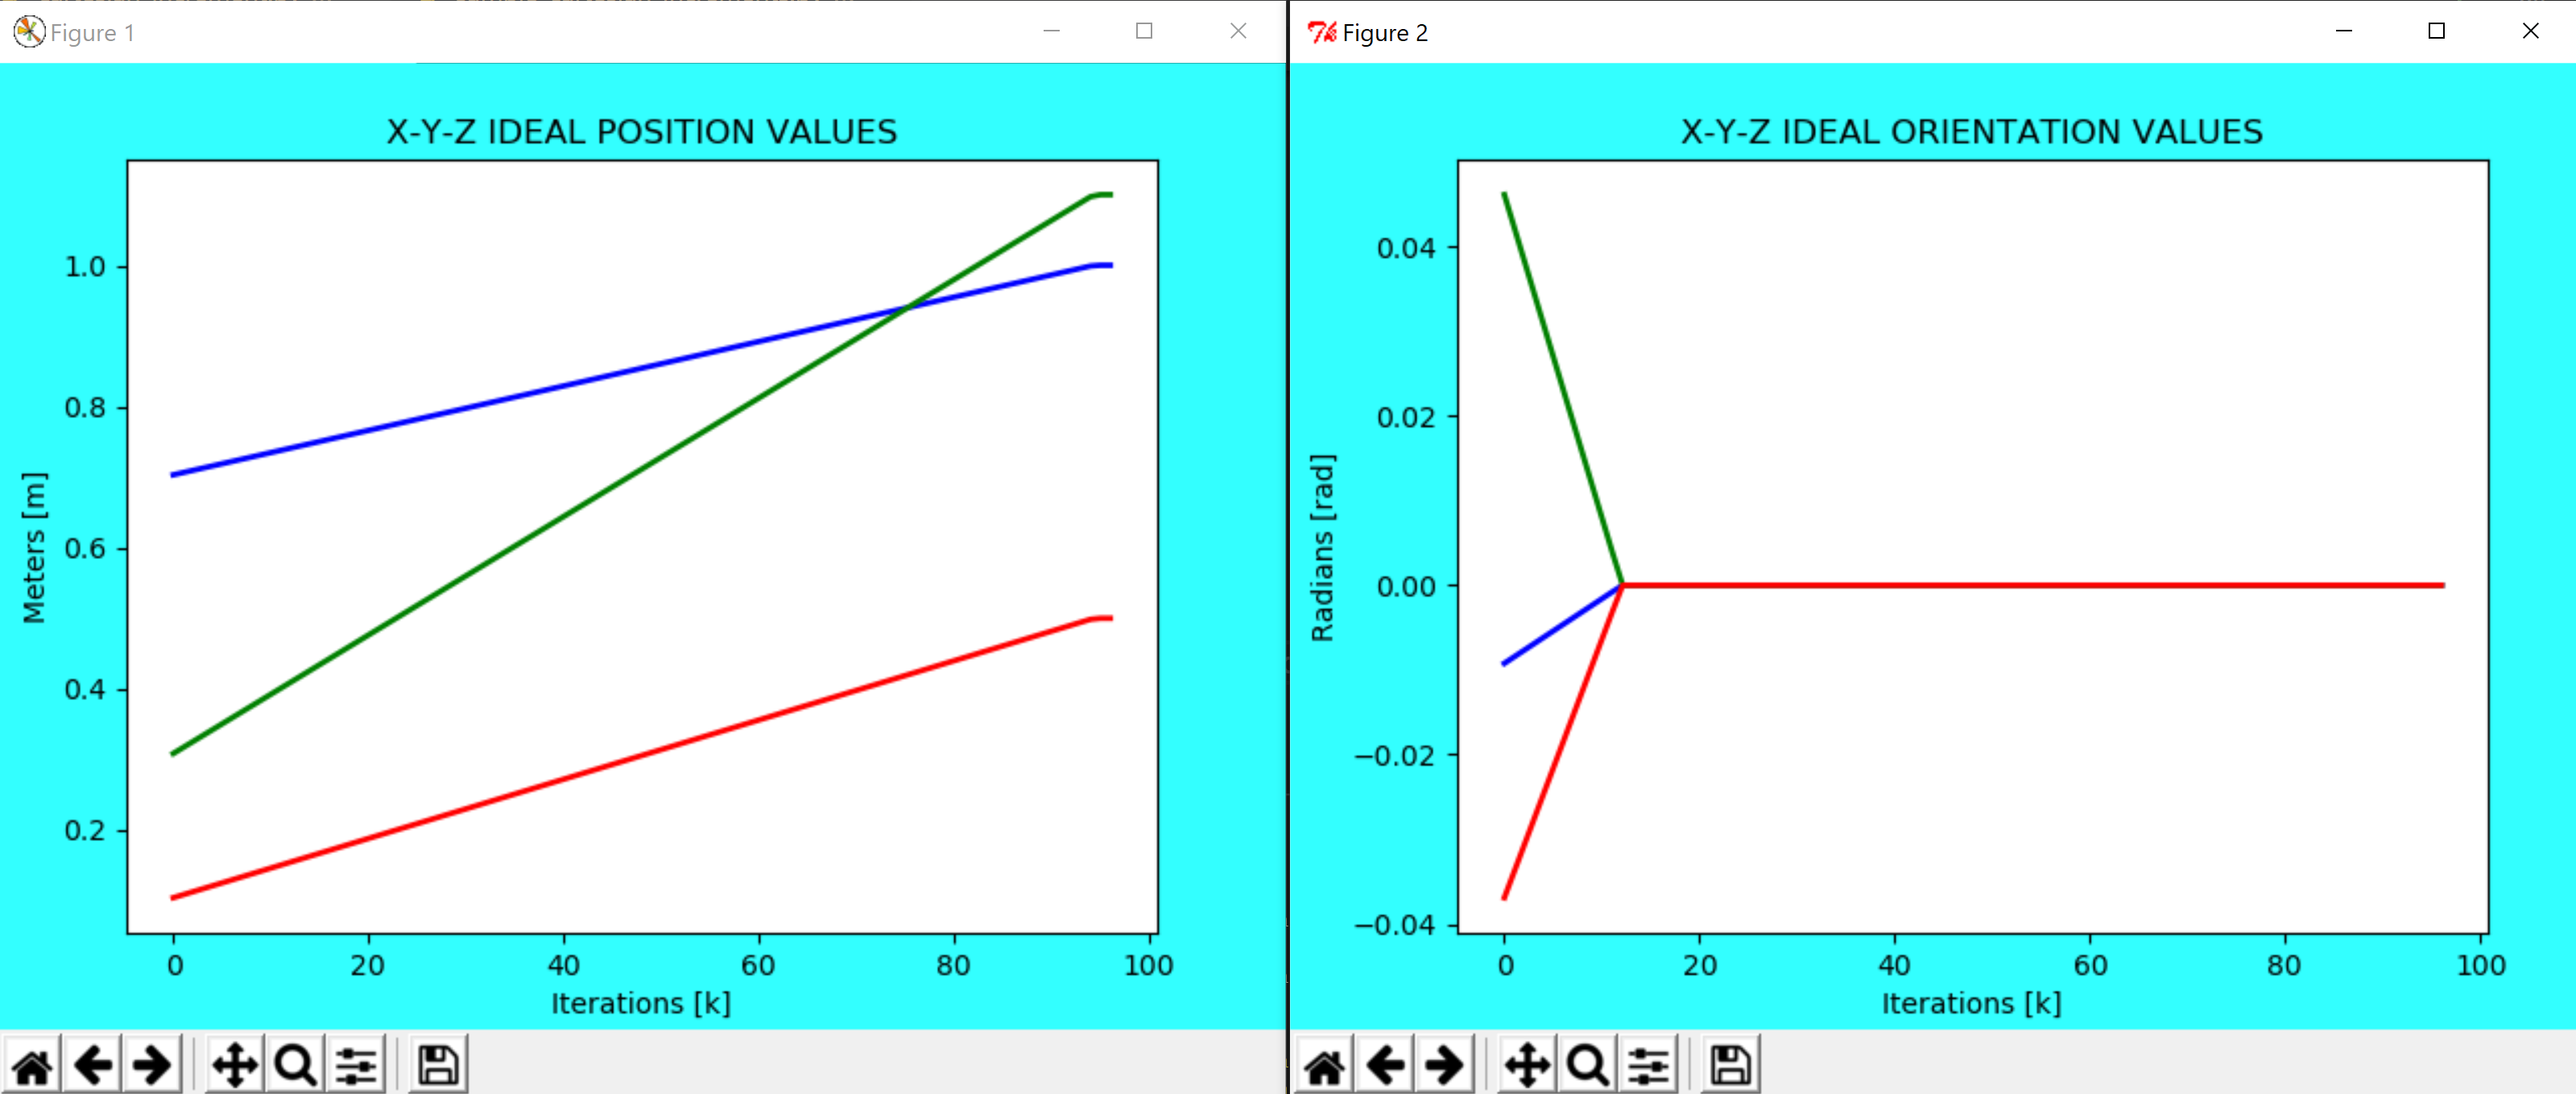 Figure 1
X-Y-Z IDEAL POSITION VALUES
Meters [m]
1.0
0.8
0.6
0.4
0.2
0 20 40 60 80 100
Iterations [k]
Figure 2
X-Y-Z IDEAL ORIENTATION VALUES
Radians [rad]
0.04
0.02
0.00
−0.02
−0.04
0 20 40 60 80 100
Iterations [k]